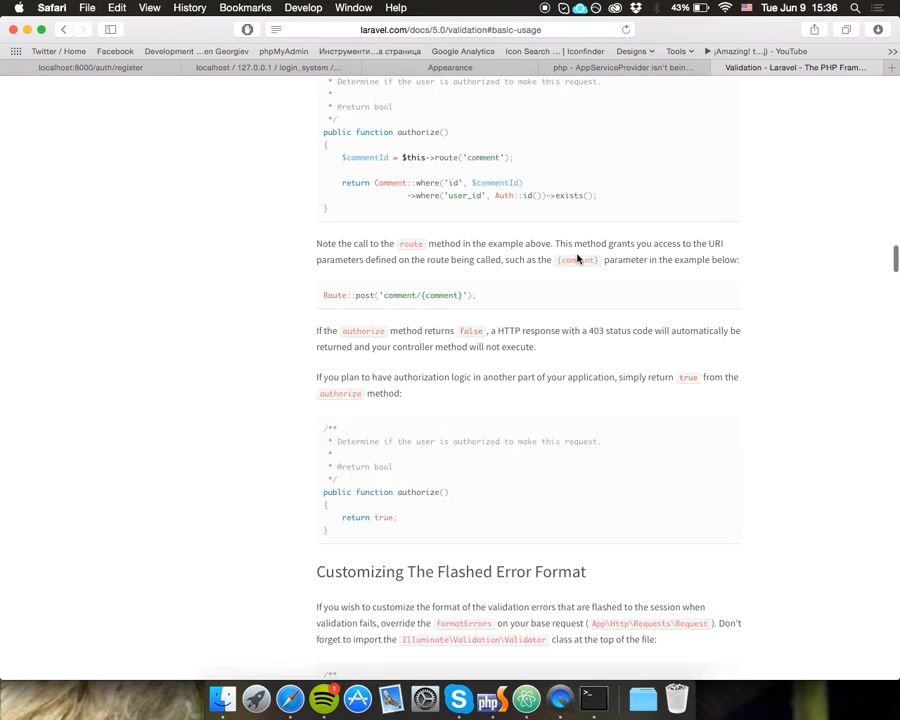 Safari File Edit View History Bookmarks Develop Window Help 43% Tue Jun 9 15:36
laravel.com/docs/5.0/validation#basic-usage
Twitter / Home Facebook Development ...en Georgiev phpMyAdmin Инструменти...а страница Google Analytics Icon Search ... | Iconfinder Designs Tools ¡Amazing! t...j) - YouTube
localhost:8000/auth/register localhost / 127.0.0.1 / login_system /... Appearance php - AppServiceProvider isn't bein... Validation - Laravel - The PHP Fram...
* Determine if the user is authorized to make this request.
*
* @return bool
*/
public function authorize()
{
$commentId = $this->route('comment');
return Comment::where('id', $commentId)
->where('user_id', Auth::id())->exists();
}
Note the call to the route method in the example above. This method grants you access to the URI
parameters defined on the route being called, such as the {comment} parameter in the example below:
Route::post('comment/{comment}');
If the authorize method returns false , a HTTP response with a 403 status code will automatically be
returned and your controller method will not execute.
If you plan to have authorization logic in another part of your application, simply return true from the
authorize method:
/**
* Determine if the user is authorized to make this request.
*
* @return bool
*/
public function authorize()
{
return true;
}
Customizing The Flashed Error Format
If you wish to customize the format of the validation errors that are flashed to the session when
validation fails, override the formatErrors on your base request ( App\Http\Requests\Request ). Don't
forget to import the Illuminate\Validation\Validator class at the top of the file:
/**
1
php